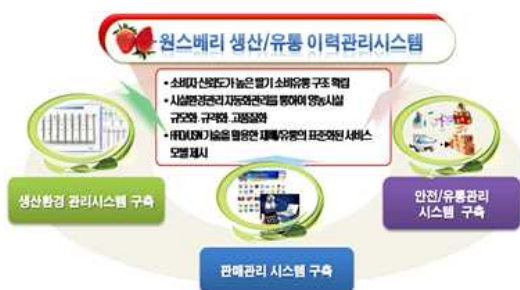 원스베리 생산/유통 이력관리시스템
• 소비자 신뢰도가 높은 딸기 소비유통 구조 확립
• 시설환경관리 자동화관리를 통하여 영농시설
규모화·규격화·고품질화
• RFID/USN기술을 활용한 재배/유통의 표준화된 서비스
모델 제시
생산환경 관리시스템 구축
안전/유통관리
시스템 구축
판매관리 시스템 구축